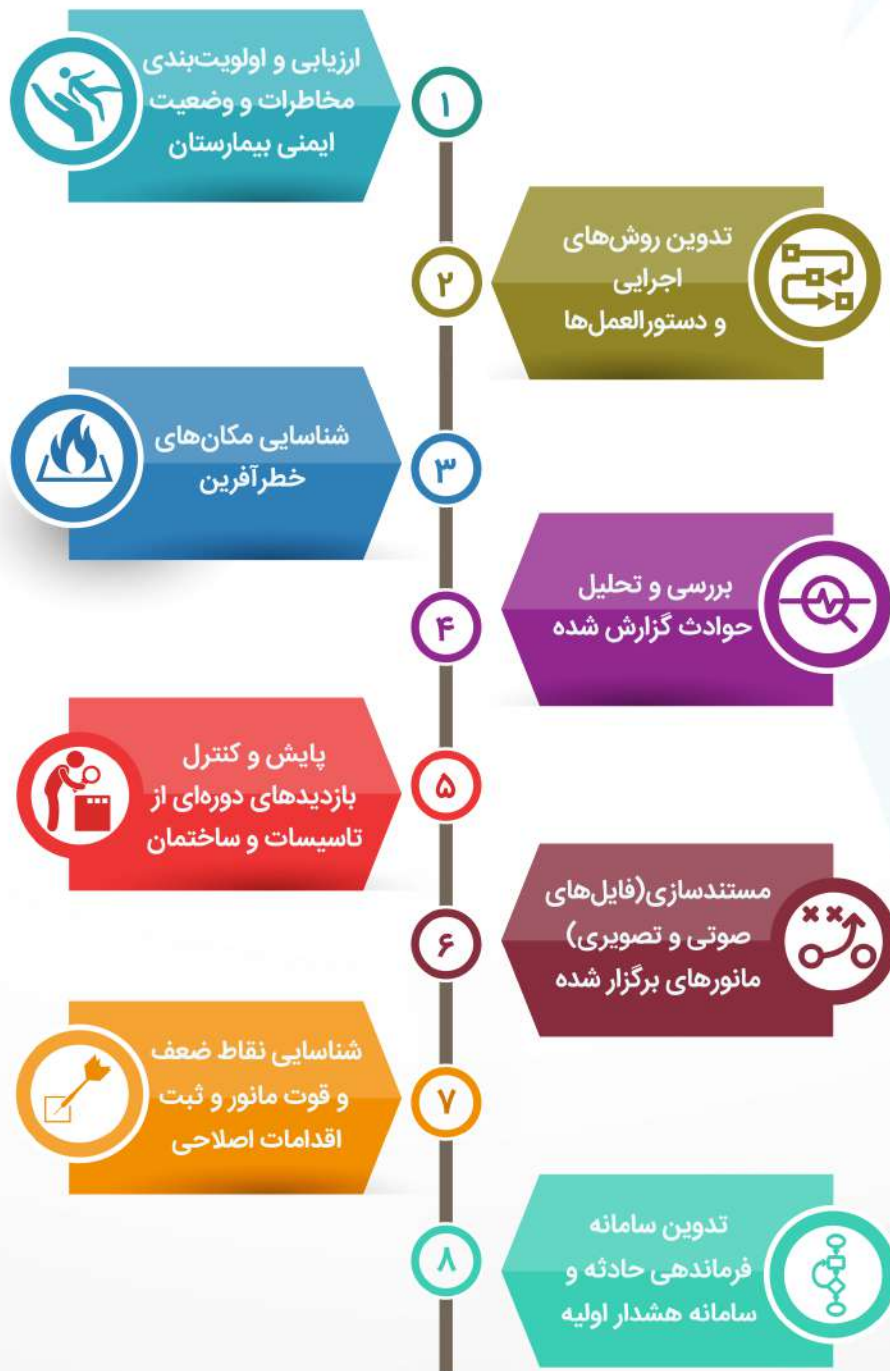 ۱
ارزیابی و اولویت‌بندی
مخاطرات و وضعیت
ایمنی بیمارستان
۲
تدوین روش‌های
اجرایی
و دستورالعمل‌ها
۳
شناسایی مکان‌های
خطرآفرین
۴
بررسی و تحلیل
حوادث گزارش شده
۵
پایش و کنترل
بازدیدهای دوره‌ای از
تاسیسات و ساختمان
۶
مستندسازی(فایل‌های
صوتی و تصویری)
مانورهای برگزار شده
۷
شناسایی نقاط ضعف
و قوت مانور و ثبت
اقدامات اصلاحی
۸
تدوین سامانه
فرماندهی حادثه و
سامانه هشدار اولیه